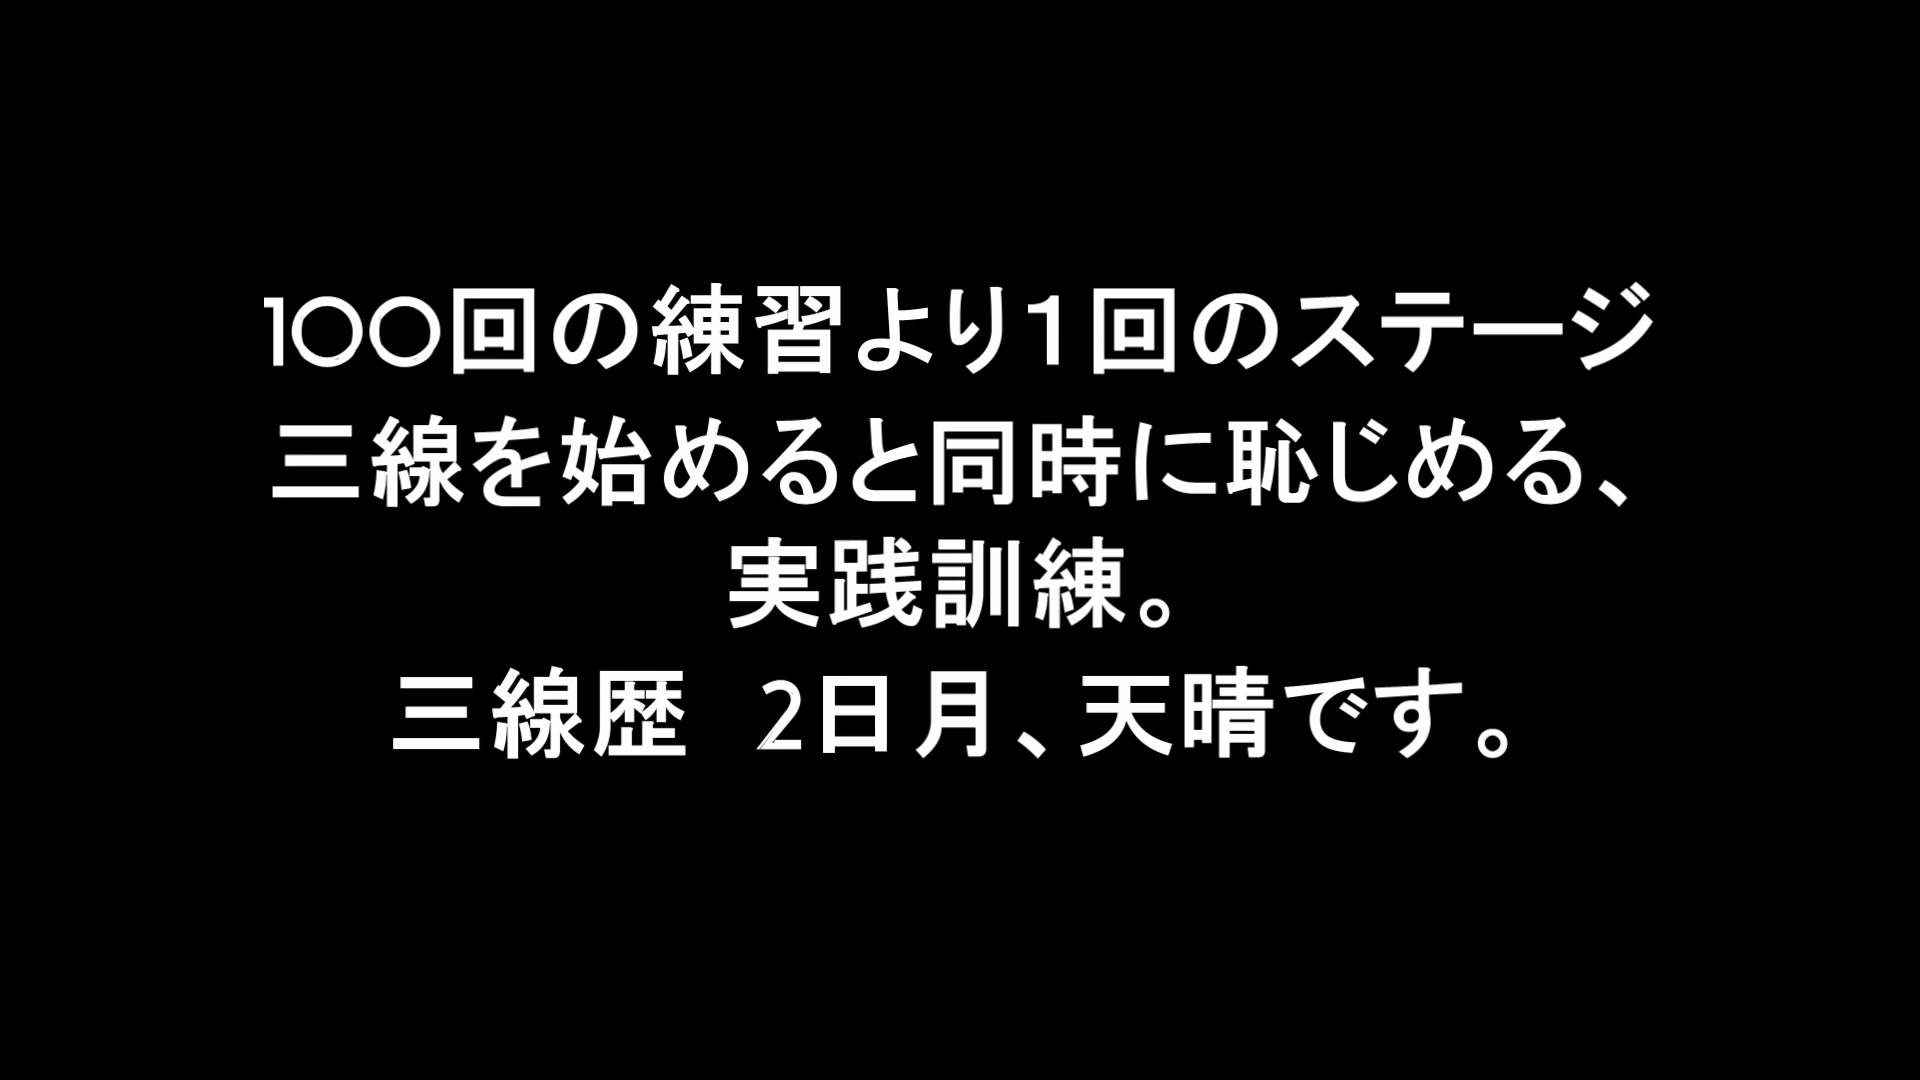 100回の練習より１回のステージ
三線を始めると同時に恥じめる、
実践訓練。
三線歴　2日月、天晴です。